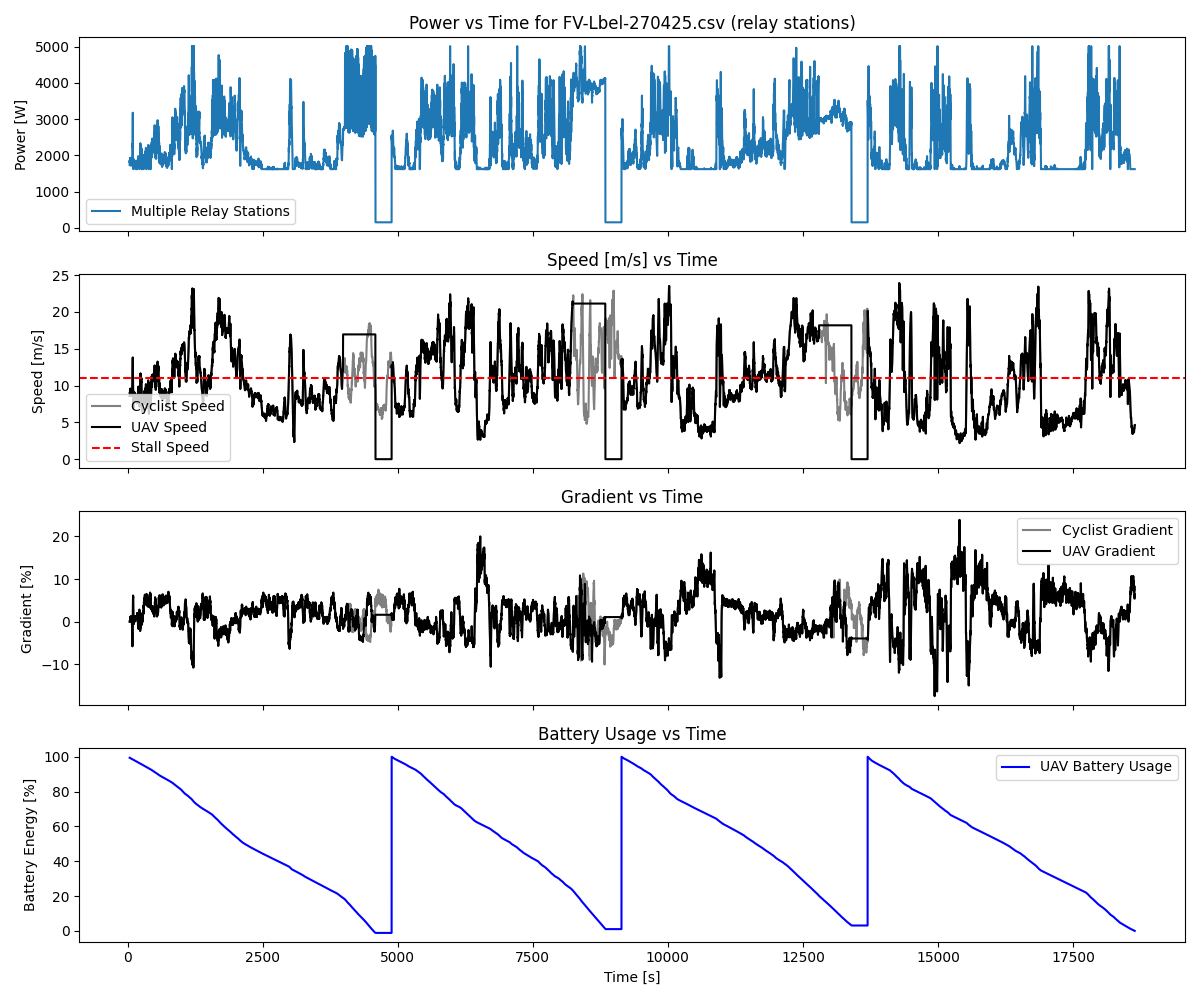 Power vs Time for FV-Lbel-270425.csv (relay stations)
Power [W]
5000
4000
3000
2000
1000
0
Multiple Relay Stations
Speed [m/s] vs Time
Speed [m/s]
25
20
15
10
5
0
Cyclist Speed
UAV Speed
Stall Speed
Gradient vs Time
Gradient [%]
20
10
0
−10
Cyclist Gradient
UAV Gradient
Battery Usage vs Time
Battery Energy [%]
100
80
60
40
20
0
UAV Battery Usage
0 2500 5000 7500 10000 12500 15000 17500
Time [s]